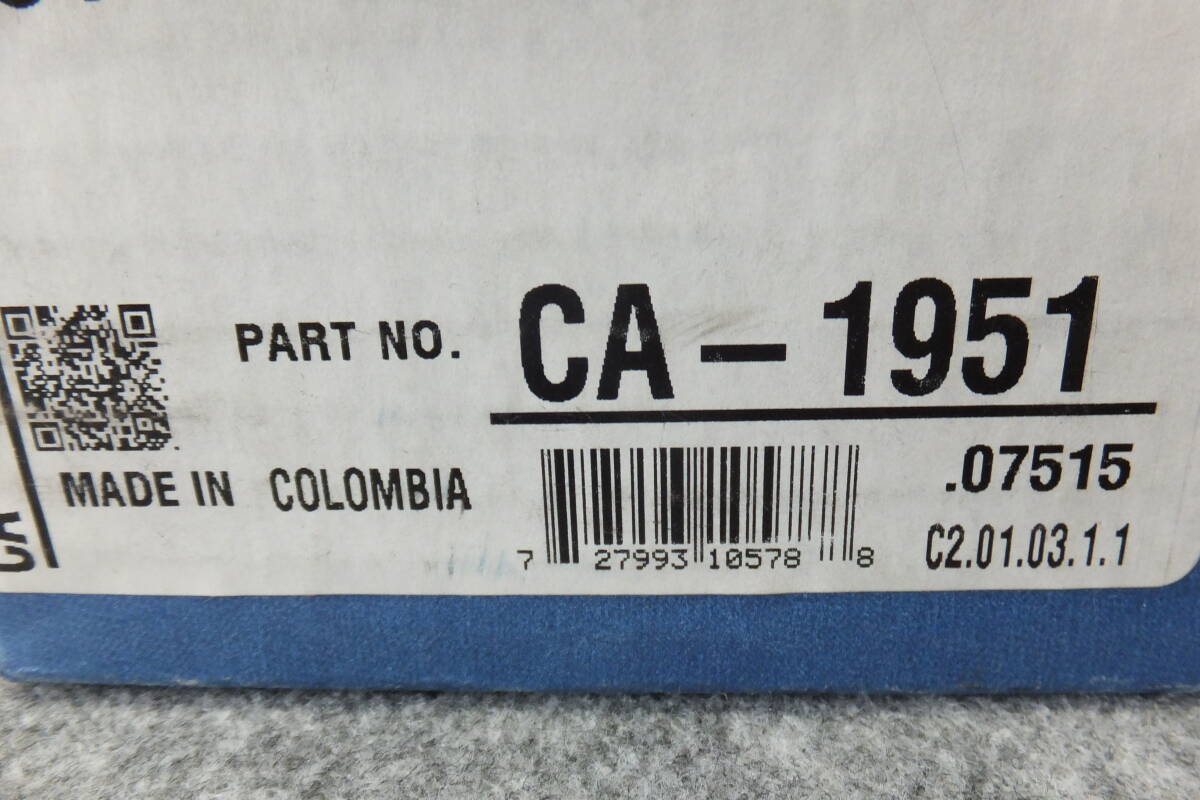 PART NO. CA-1951
MADE IN COLOMBIA
.07515
7 27993 10578 8
C2.01.03.1.1